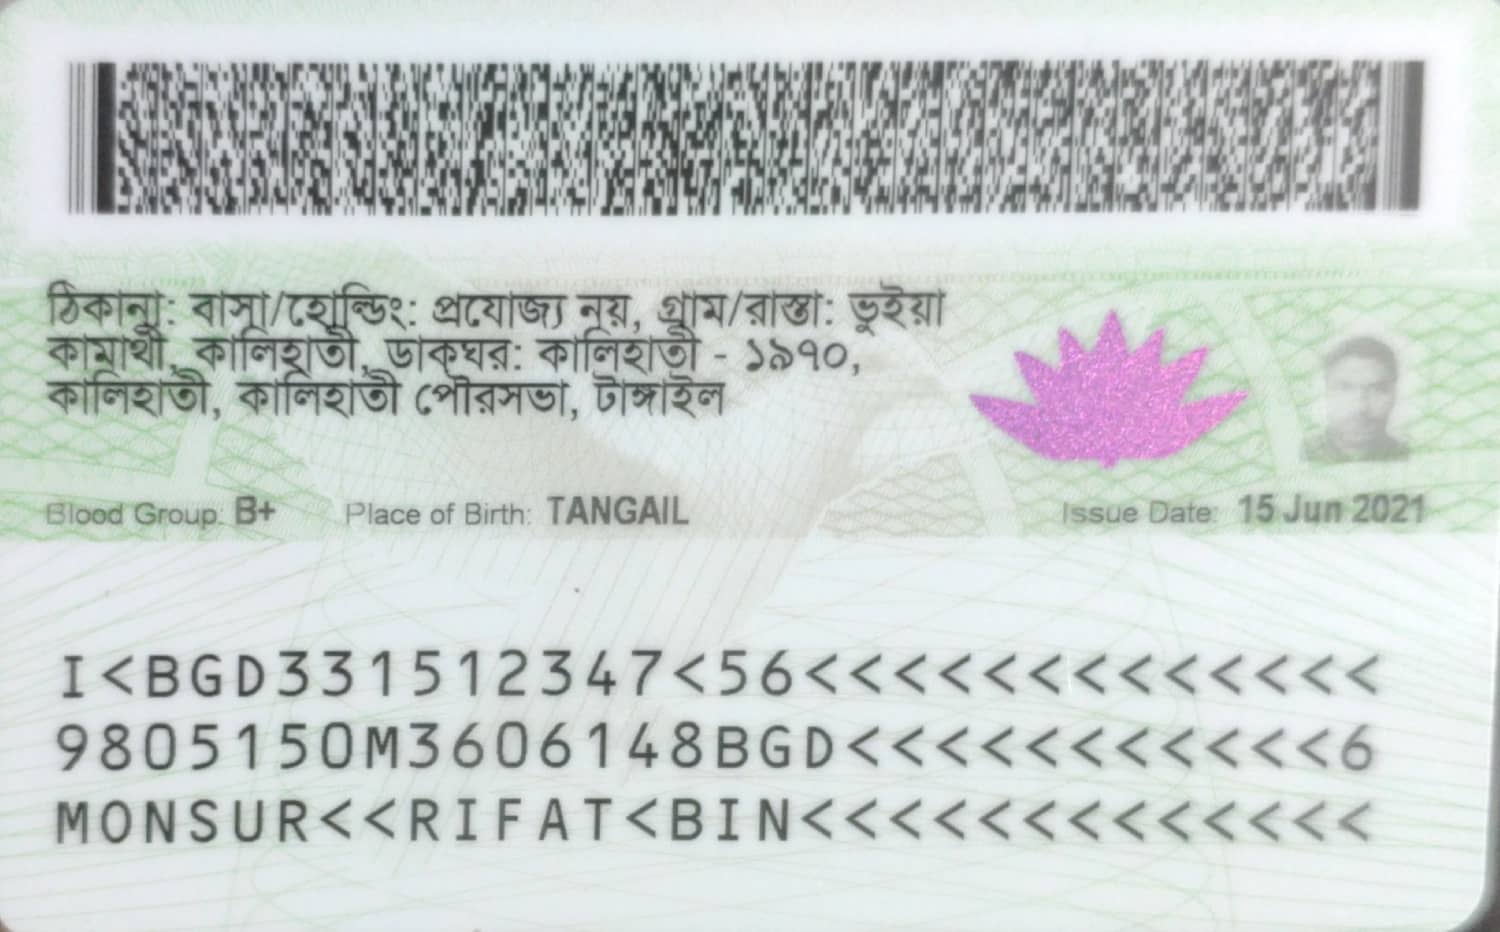 ঠিকানা: বাসা/হোল্ডিং: প্রযোজ্য নয়, গ্রাম/রাস্তা: ভুইয়া
কামার্থী, কালিহাতী, ডাকঘর: কালিহাতী - ১৯৭০,
কালিহাতী, কালিহাতী পৌরসভা, টাঙ্গাইল
Blood Group: B+ Place of Birth: TANGAIL Issue Date: 15 Jun 2021
I<BGD331512347<56<<<<<<<<<<<<<
9805150M3606148BGD<<<<<<<<<<<6
MONSUR<<RIFAT<BIN<<<<<<<<<<<<<